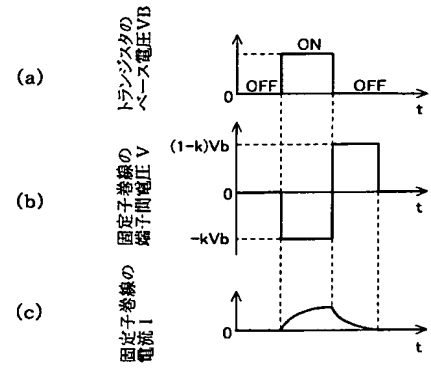 (a)
トランジスタの
ベース電圧VB
ON
OFF
OFF
0
t
(b)
固定子巻線の
端子間電圧 V
(1-k)Vb
0
-kVb
t
(c)
固定子巻線の
電流 I
0
t